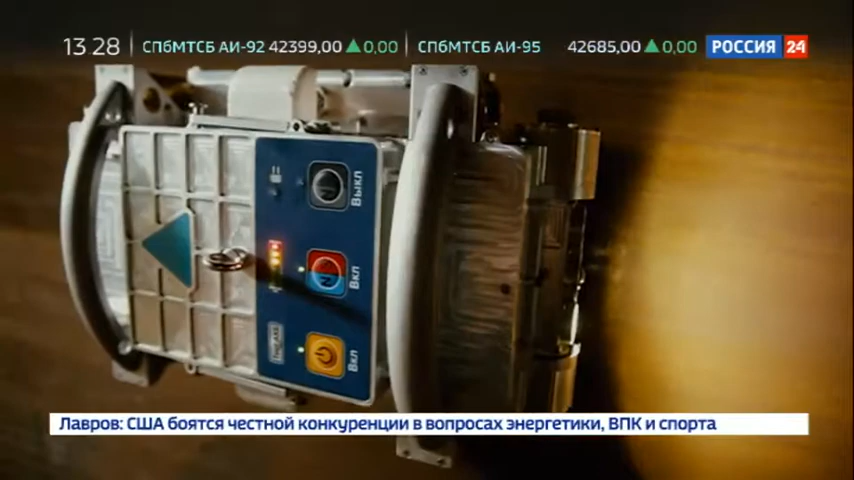 13.28 СПбМТСБ АИ-92 42399,00 ▲0,00 СПбМТСБ АИ-95 42685,00 ▲0,00 РОССИЯ 24
Выкл
Вкл
Вкл
Лавров: США боятся честной конкуренции в вопросах энергетики, ВПК и спорта